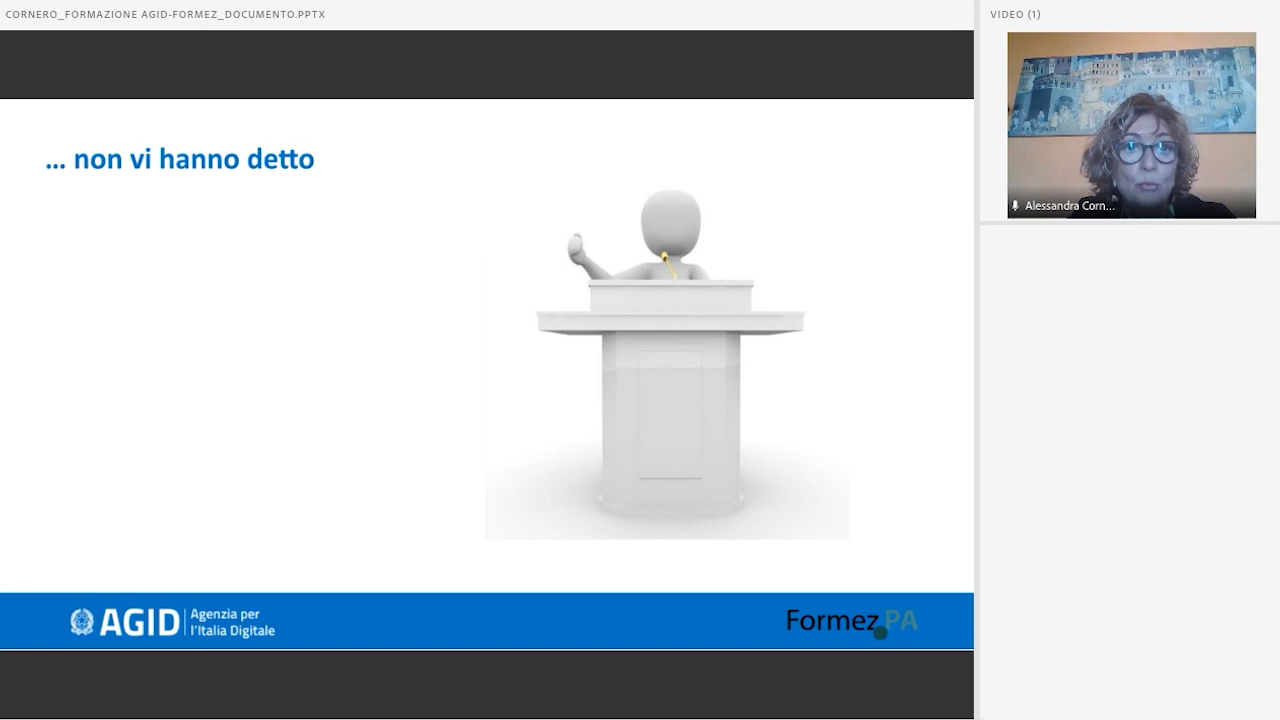 CORNERO_FORMAZIONE AGID-FORMEZ_DOCUMENTO.PPTX
VIDEO (1)
... non vi hanno detto
Alessandra Corn...
AGID
Agenzia per
l'Italia Digitale
Formez PA